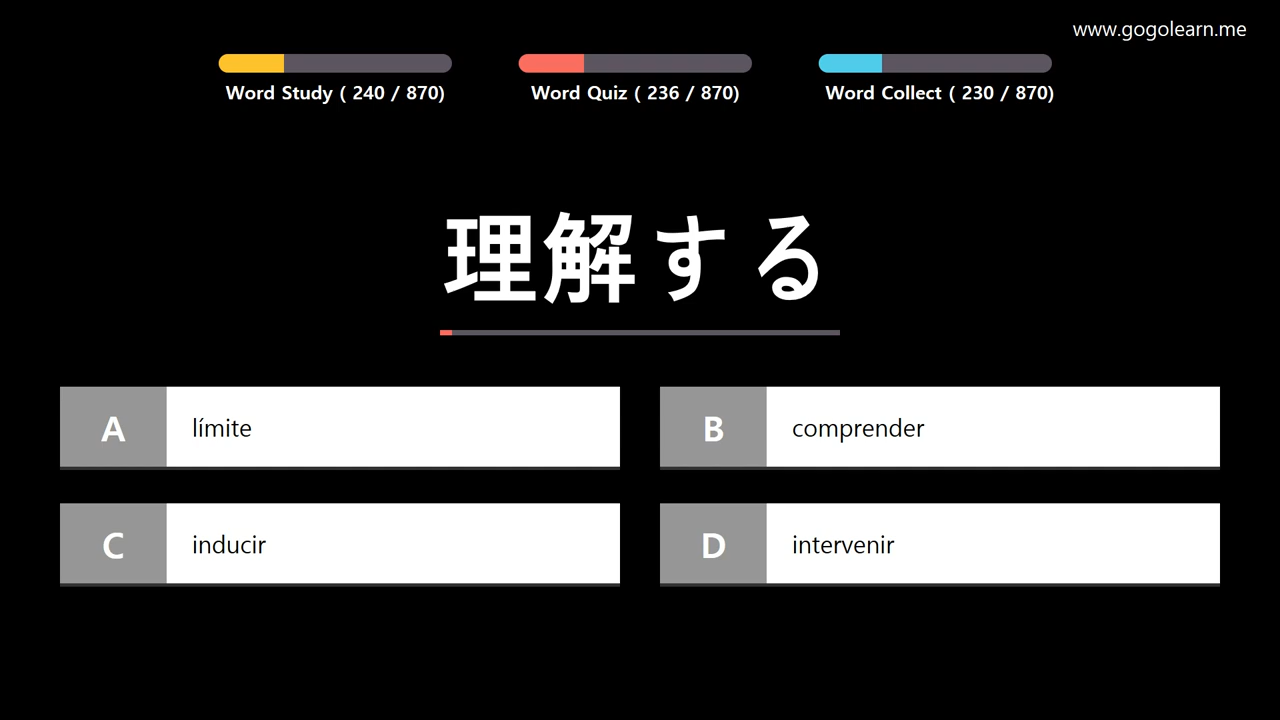 www.gogolearn.me
Word Study ( 240 / 870)
Word Quiz ( 236 / 870)
Word Collect ( 230 / 870)
理解する
A límite
B comprender
C inducir
D intervenir